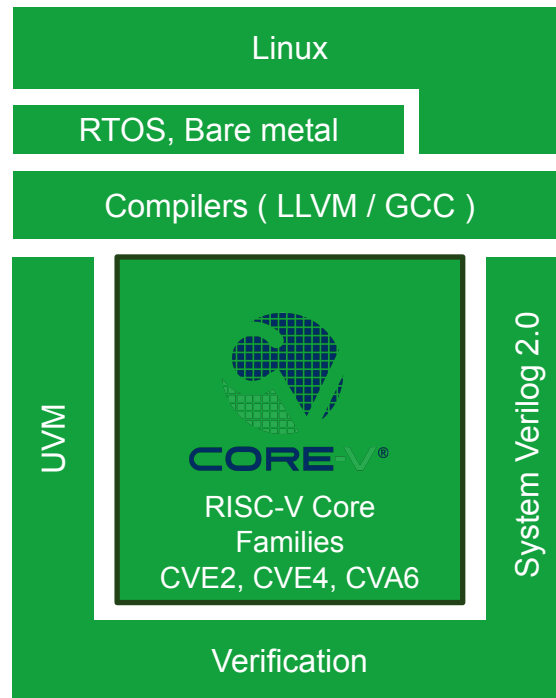 Linux
RTOS, Bare metal
Compilers ( LLVM / GCC )
UVM
CORE-V®
RISC-V Core
Families
CVE2, CVE4, CVA6
System Verilog 2.0
Verification